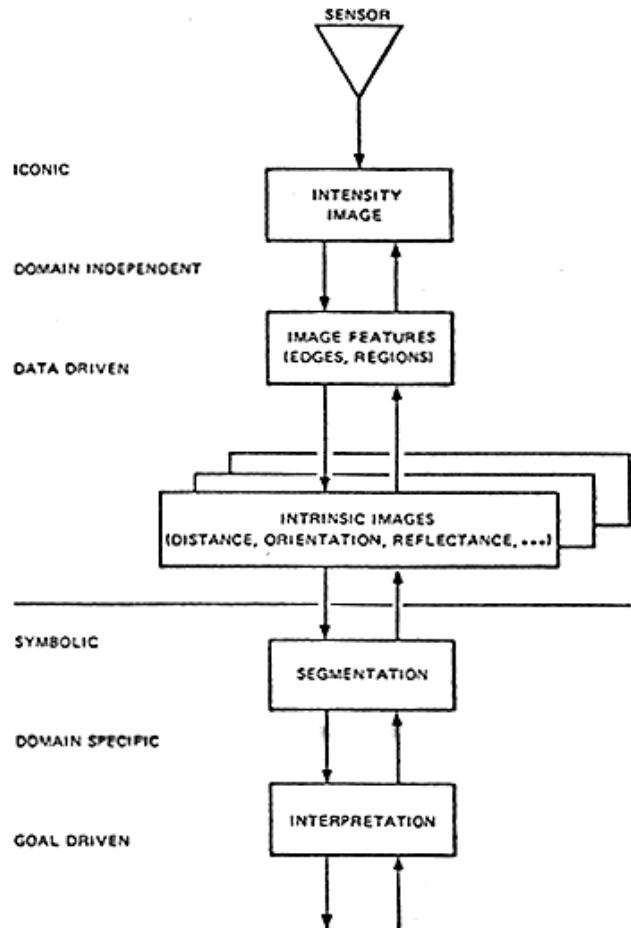 SENSOR
ICONIC
INTENSITY
IMAGE
DOMAIN INDEPENDENT
IMAGE FEATURES
(EDGES, REGIONS)
DATA DRIVEN
INTRINSIC IMAGES
(DISTANCE, ORIENTATION, REFLECTANCE, •••)
SYMBOLIC
SEGMENTATION
DOMAIN SPECIFIC
INTERPRETATION
GOAL DRIVEN